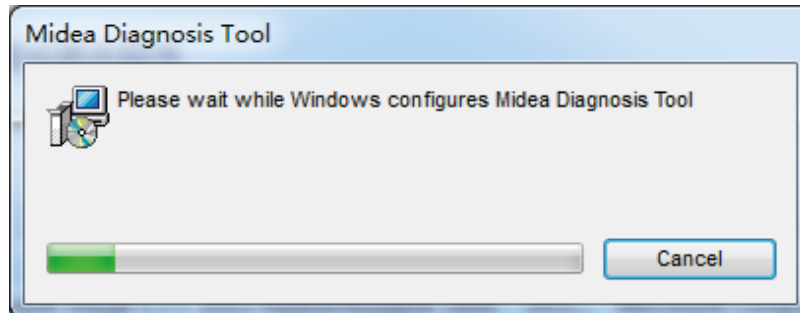 Midea Diagnosis Tool
Please wait while Windows configures Midea Diagnosis Tool
Cancel